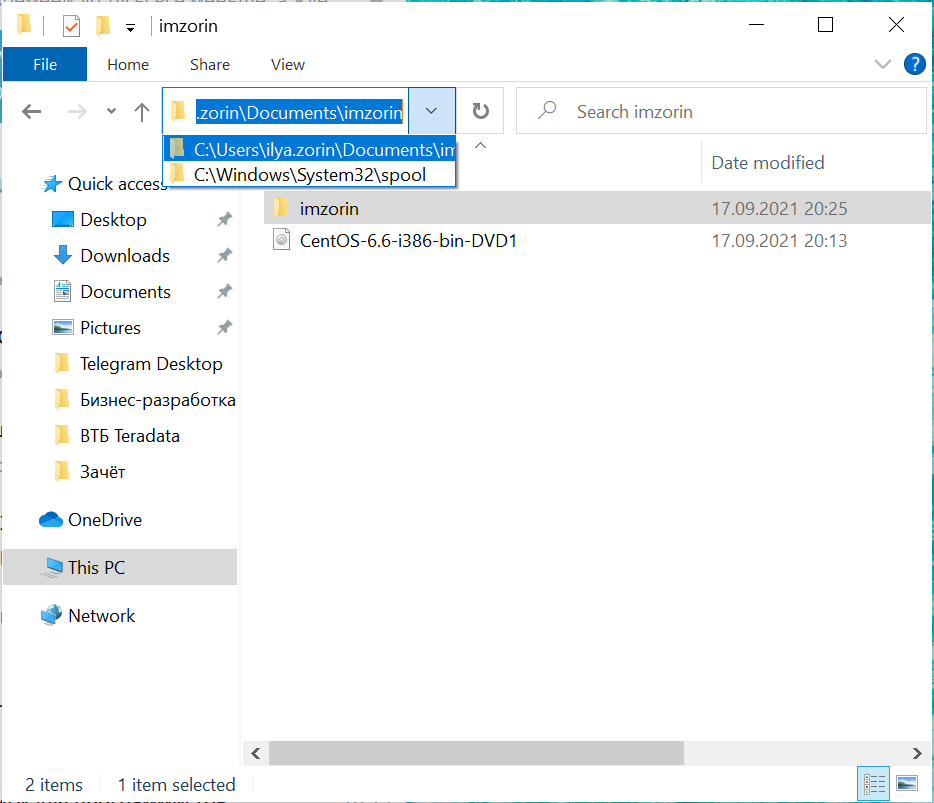 imzorin
File
Home
Share
View
?
.zorin\Documents\imzorin
Search imzorin
C:\Users\ilya.zorin\Documents\im
C:\Windows\System32\spool
Date modified
Quick access
Desktop
Downloads
Documents
Pictures
Telegram Desktop
Бизнес-разработка
ВТБ Teradata
Зачёт
OneDrive
This PC
Network
imzorin 17.09.2021 20:25
CentOS-6.6-i386-bin-DVD1 17.09.2021 20:13
2 items
1 item selected